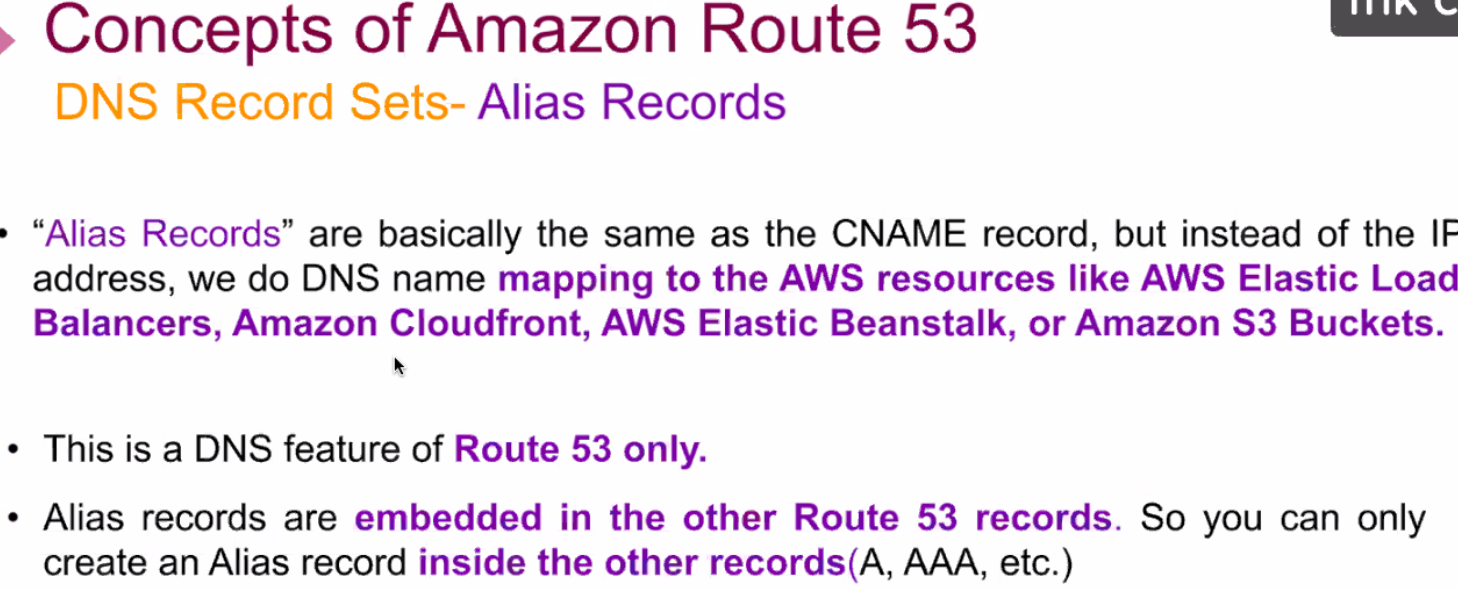 Concepts of Amazon Route 53
DNS Record Sets- Alias Records
• “Alias Records” are basically the same as the CNAME record, but instead of the IP
address, we do DNS name mapping to the AWS resources like AWS Elastic Load
Balancers, Amazon Cloudfront, AWS Elastic Beanstalk, or Amazon S3 Buckets.
• This is a DNS feature of Route 53 only.
• Alias records are embedded in the other Route 53 records. So you can only
create an Alias record inside the other records(A, AAA, etc.)